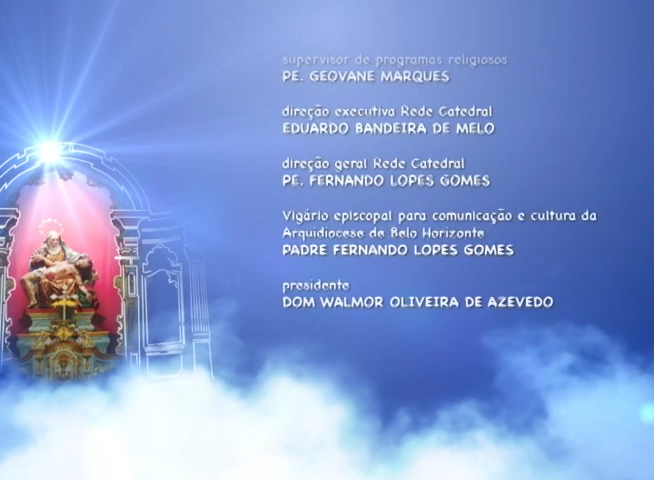 supervisor de programas religiosos
PE. GEOVANE MARQUES
direção executiva Rede Catedral
EDUARDO BANDEIRA DE MELO
direção geral Rede Catedral
PE. FERNANDO LOPES GOMES
Vigário episcopal para comunicação e cultura da
Arquidiocese de Belo Horizonte
PADRE FERNANDO LOPES GOMES
presidente
DOM WALMOR OLIVEIRA DE AZEVEDO